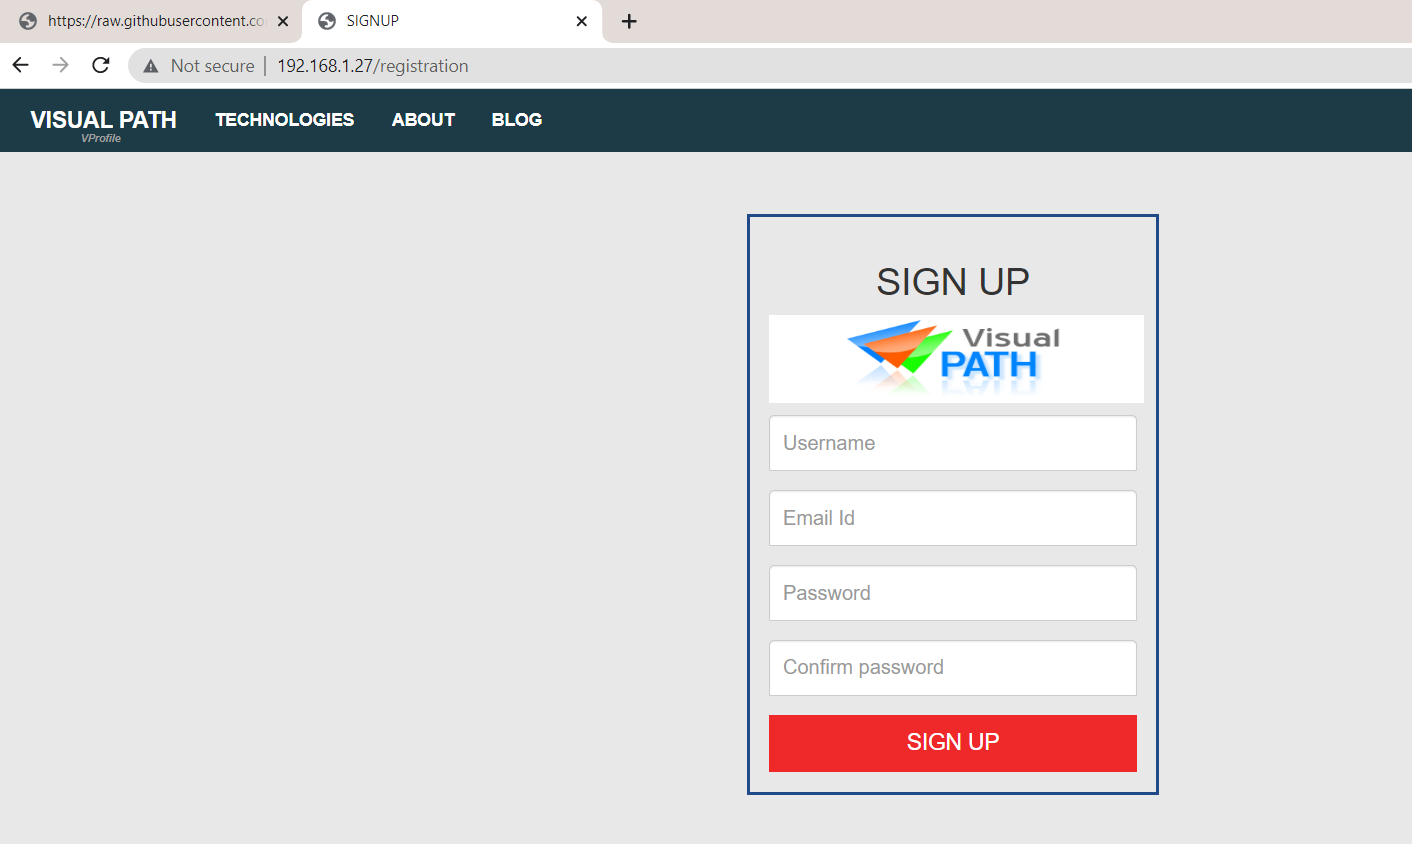 https://raw.githubusercontent.co
SIGNUP
Not secure | 192.168.1.27/registration
VISUAL PATH
VProfile
TECHNOLOGIES
ABOUT
BLOG
SIGN UP
Visual
PATH
Username
Email Id
Password
Confirm password
SIGN UP